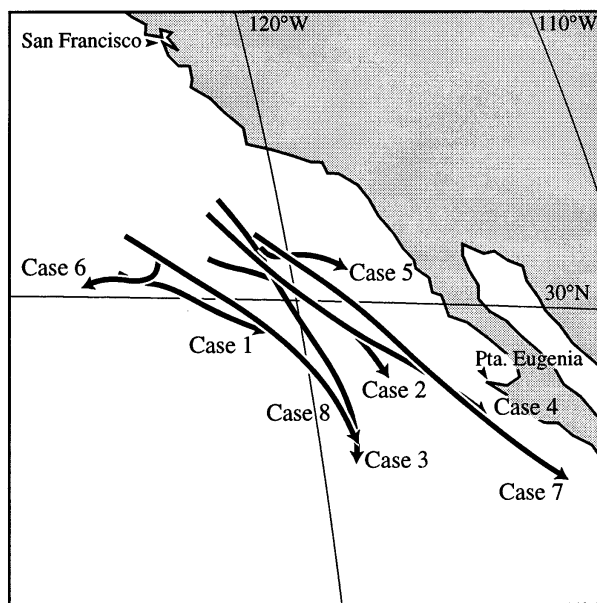 120°W
110°W
San Francisco
Case 6
Case 5
30°N
Case 1
Pta. Eugenia
Case 2
Case 8
Case 4
Case 3
Case 7